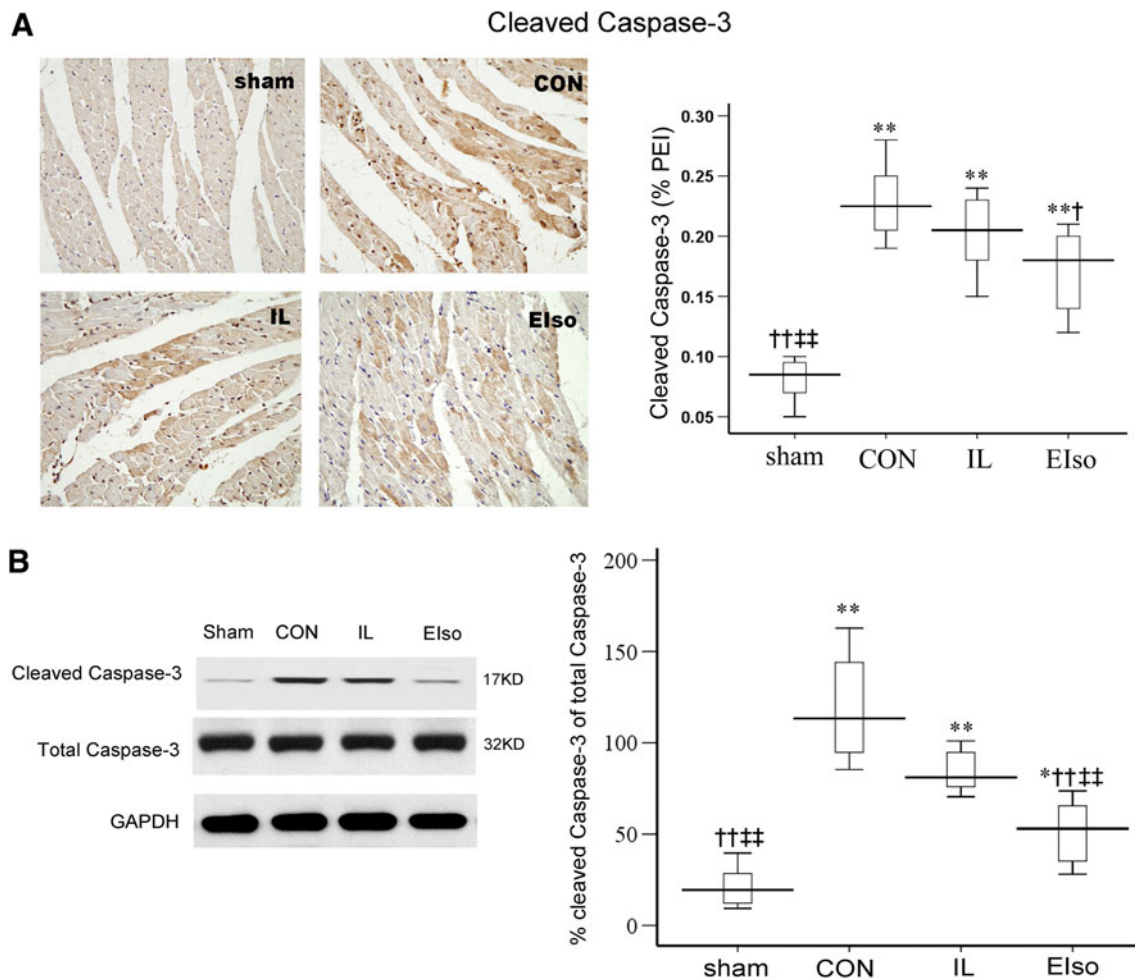 A
Cleaved Caspase-3
sham
CON
IL
EIso
Cleaved Caspase-3 (% PEI)
0.30
0.25
0.20
0.15
0.10
0.05
**
**
**†
††‡‡
sham
CON
IL
EIso
B
Sham
CON
IL
EIso
Cleaved Caspase-3
17KD
Total Caspase-3
32KD
GAPDH
% cleaved Caspase-3 of total Caspase-3
200
150
100
50
0
**
**
*††‡‡
††‡‡
sham
CON
IL
EIso